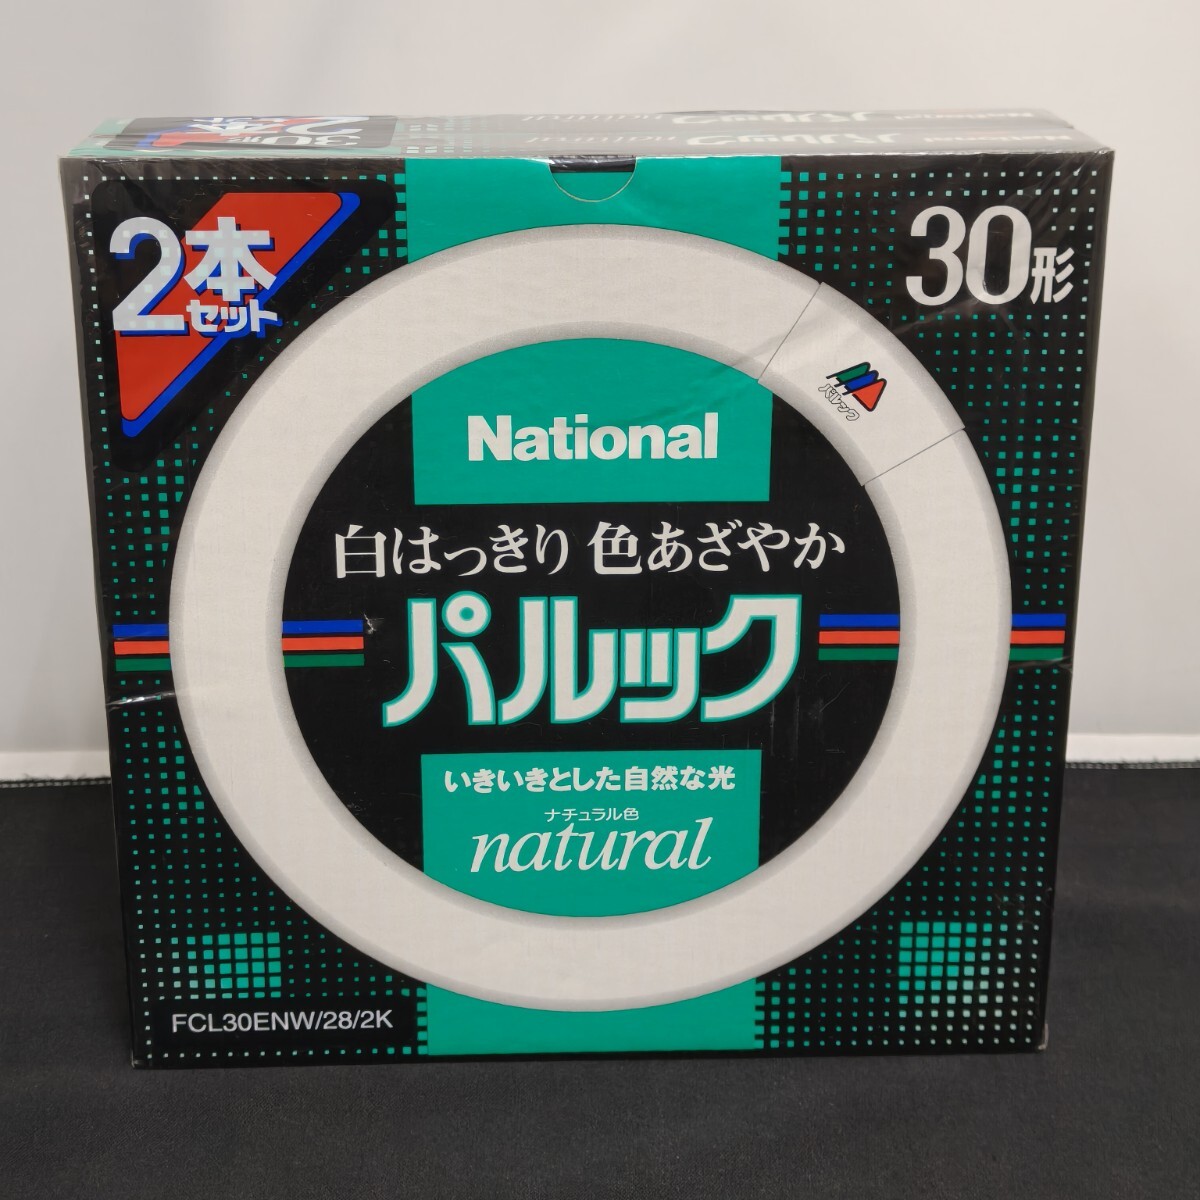 2本セット
30形
パルック
National
白はっきり 色あざやか
パルック
いきいきとした自然な光
ナチュラル色
natural
FCL30ENW/28/2K